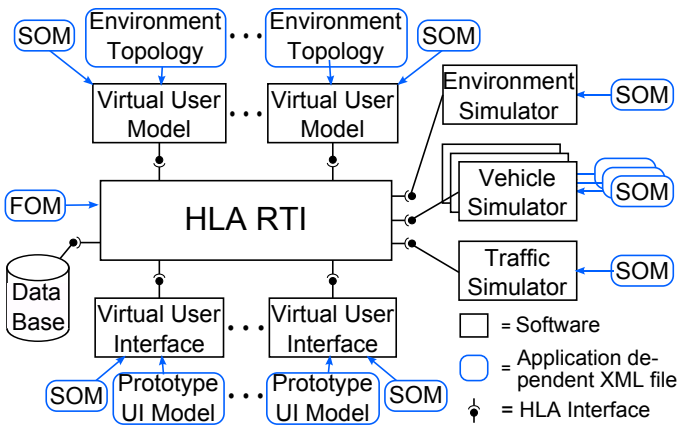 SOM
Environment
Topology
• • •
Environment
Topology
SOM
Virtual User
Model
• • •
Virtual User
Model
Environment
Simulator
SOM
Vehicle
Simulator
SOM
FOM
HLA RTI
Traffic
Simulator
SOM
Data
Base
Virtual User
Interface
• • •
Virtual User
Interface
SOM
Prototype
UI Model
• • •
Prototype
UI Model
SOM
= Software
= Application de-
pendent XML file
= HLA Interface